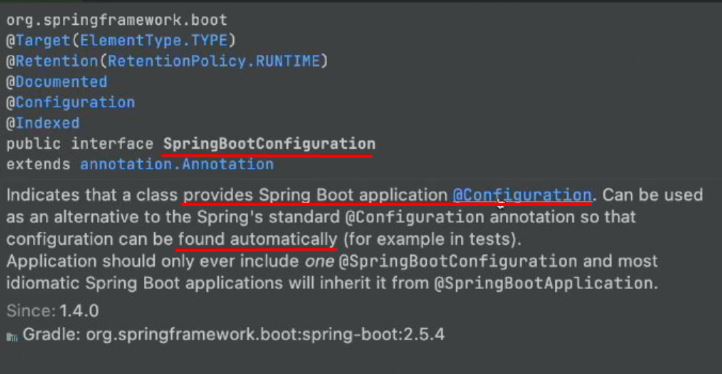 org.springframework.boot
@Target(ElementType.TYPE)
@Retention(RetentionPolicy.RUNTIME)
@Documented
@Configuration
@Indexed
public interface SpringBootConfiguration
extends annotation.Annotation
Indicates that a class provides Spring Boot application @Configuration. Can be used
as an alternative to the Spring's standard @Configuration annotation so that
configuration can be found automatically (for example in tests).
Application should only ever include one @SpringBootConfiguration and most
idiomatic Spring Boot applications will inherit it from @SpringBootApplication.
Since: 1.4.0
Gradle: org.springframework.boot:spring-boot:2.5.4